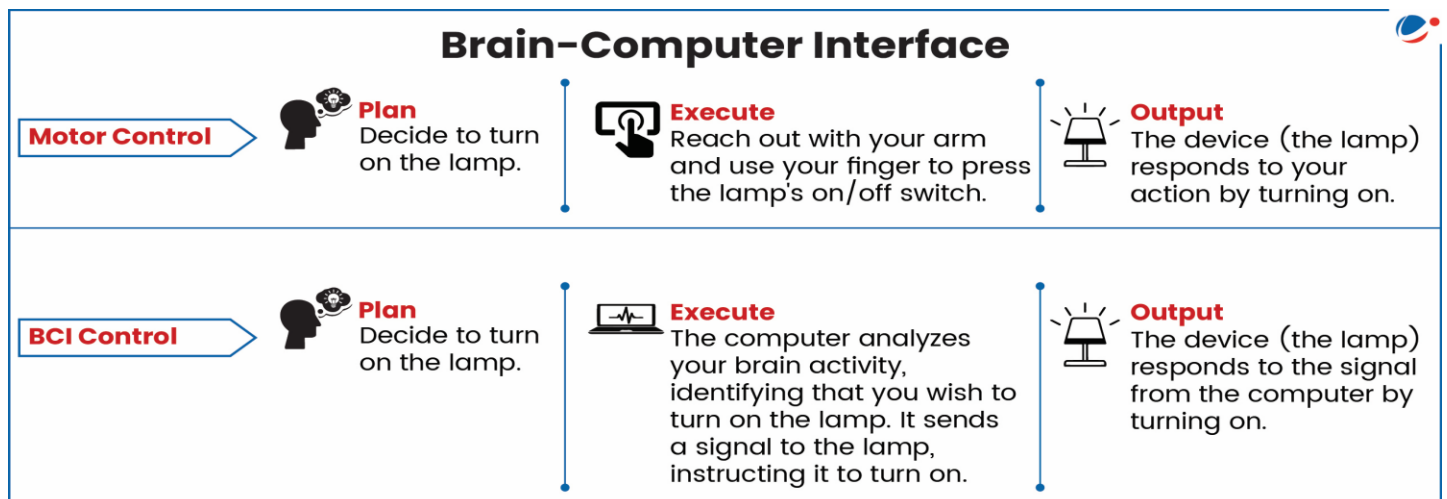 Brain-Computer Interface
Motor Control
Plan
Decide to turn
on the lamp.
Execute
Reach out with your arm
and use your finger to press
the lamp's on/off switch.
Output
The device (the lamp)
responds to your
action by turning on.
BCI Control
Plan
Decide to turn
on the lamp.
Execute
The computer analyzes
your brain activity,
identifying that you wish to
turn on the lamp. It sends
a signal to the lamp,
instructing it to turn on.
Output
The device (the lamp)
responds to the signal
from the computer by
turning on.